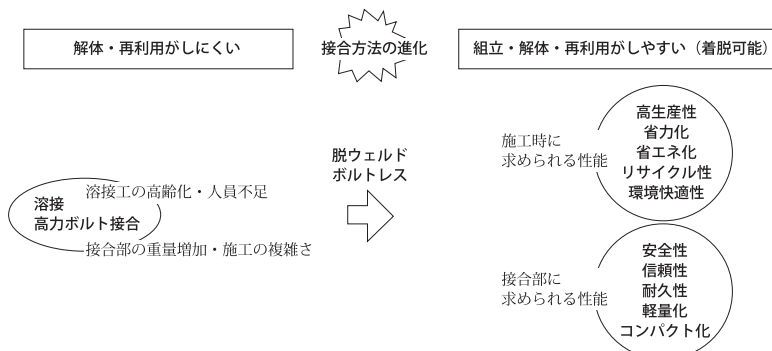 解体・再利用がしにくい
接合方法の進化
組立・解体・再利用がしやすい（着脱可能）
溶接工の高齢化・人員不足
溶接
高力ボルト接合
接合部の重量増加・施工の複雑さ
脱ウェルド
ボルトレス
施工時に
求められる性能
高生産性
省力化
省エネ化
リサイクル性
環境快適性
接合部に
求められる性能
安全性
信頼性
耐久性
軽量化
コンパクト化